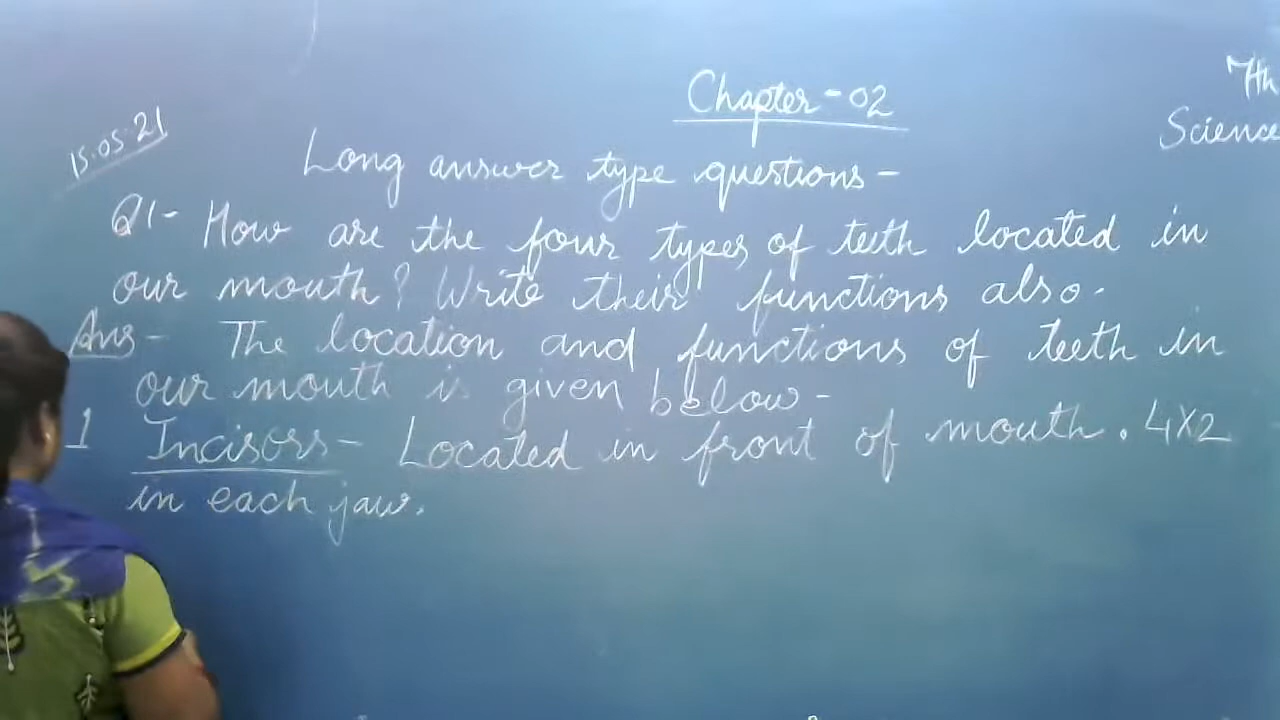 Chapter - 02
7th
Science
15.05.21
Long answer type questions -
Q1- How are the four types of teeth located in
our mouth? Write their functions also.
Ans - The location and functions of teeth in
our mouth is given below -
1 Incisors - Located in front of mouth. 4x2
in each jaw.